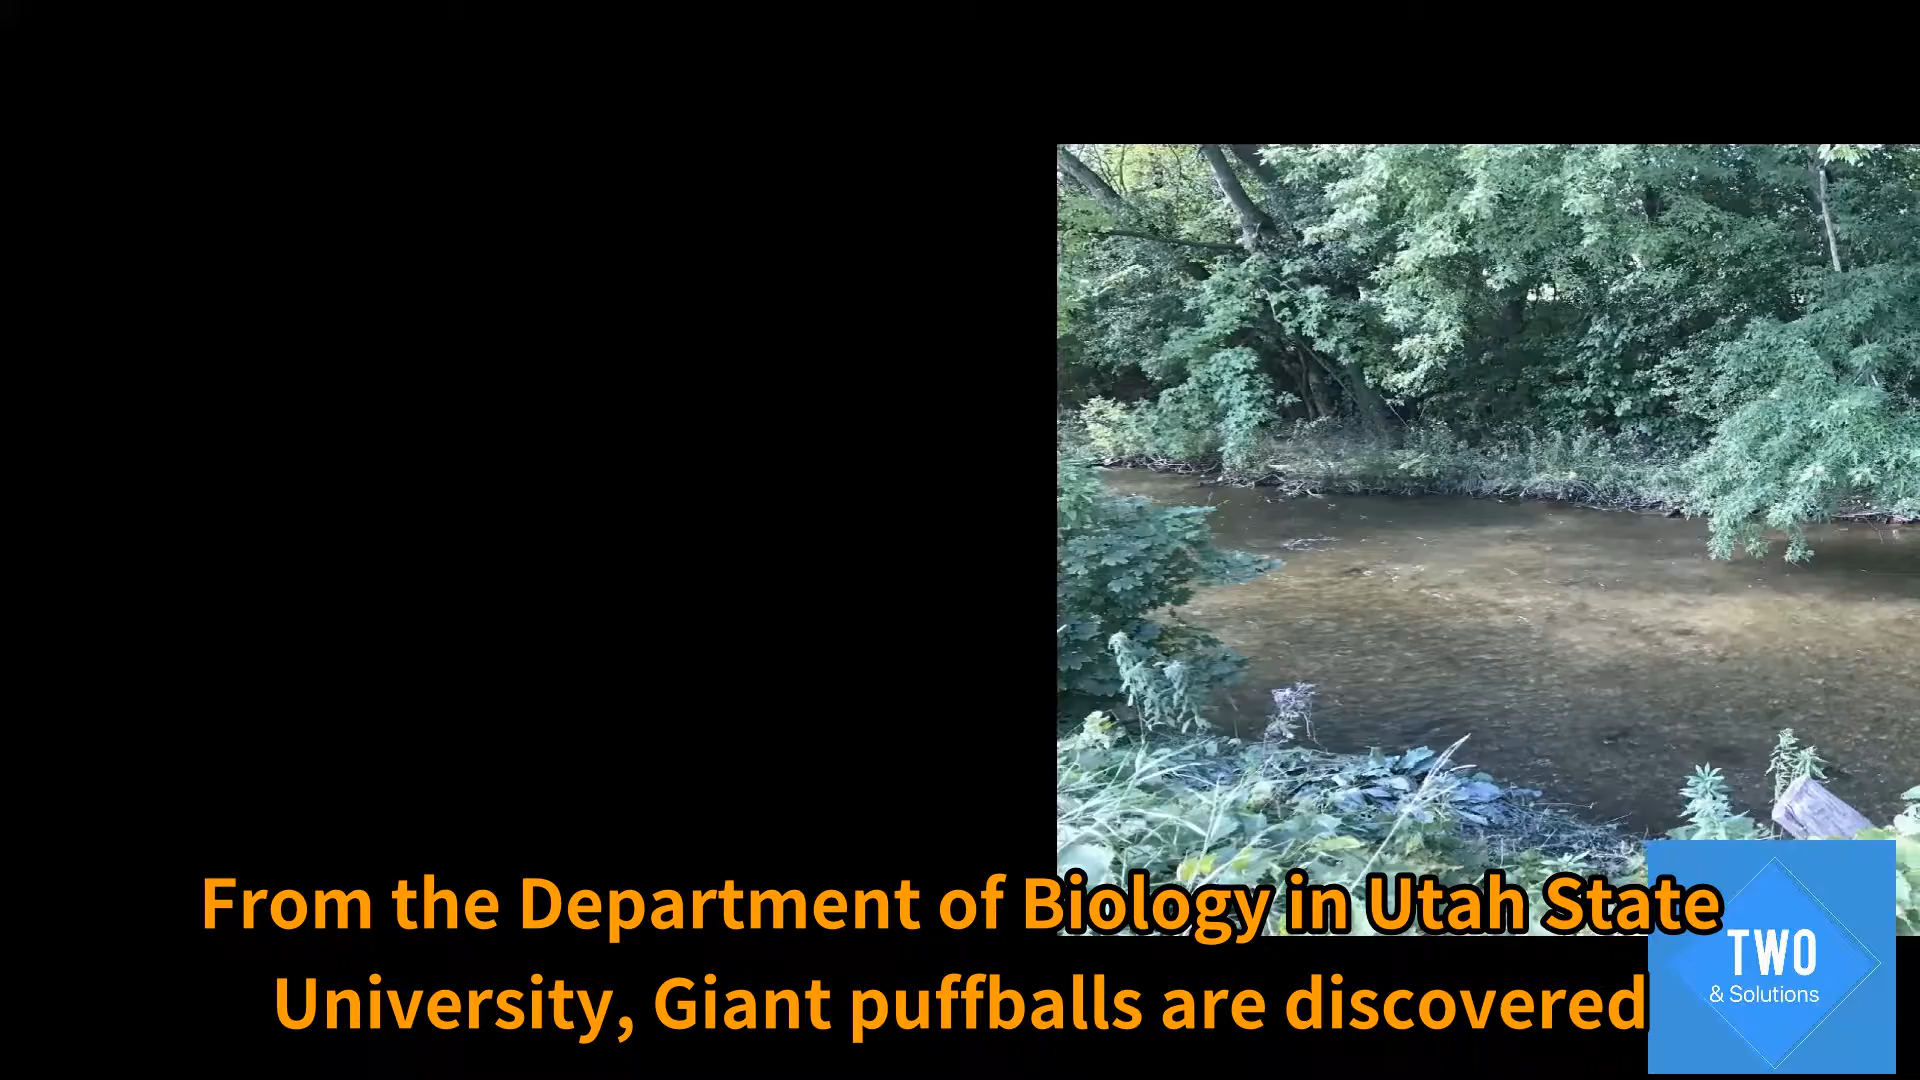 From the Department of Biology in Utah State
University, Giant puffballs are discovered
TWO
& Solutions